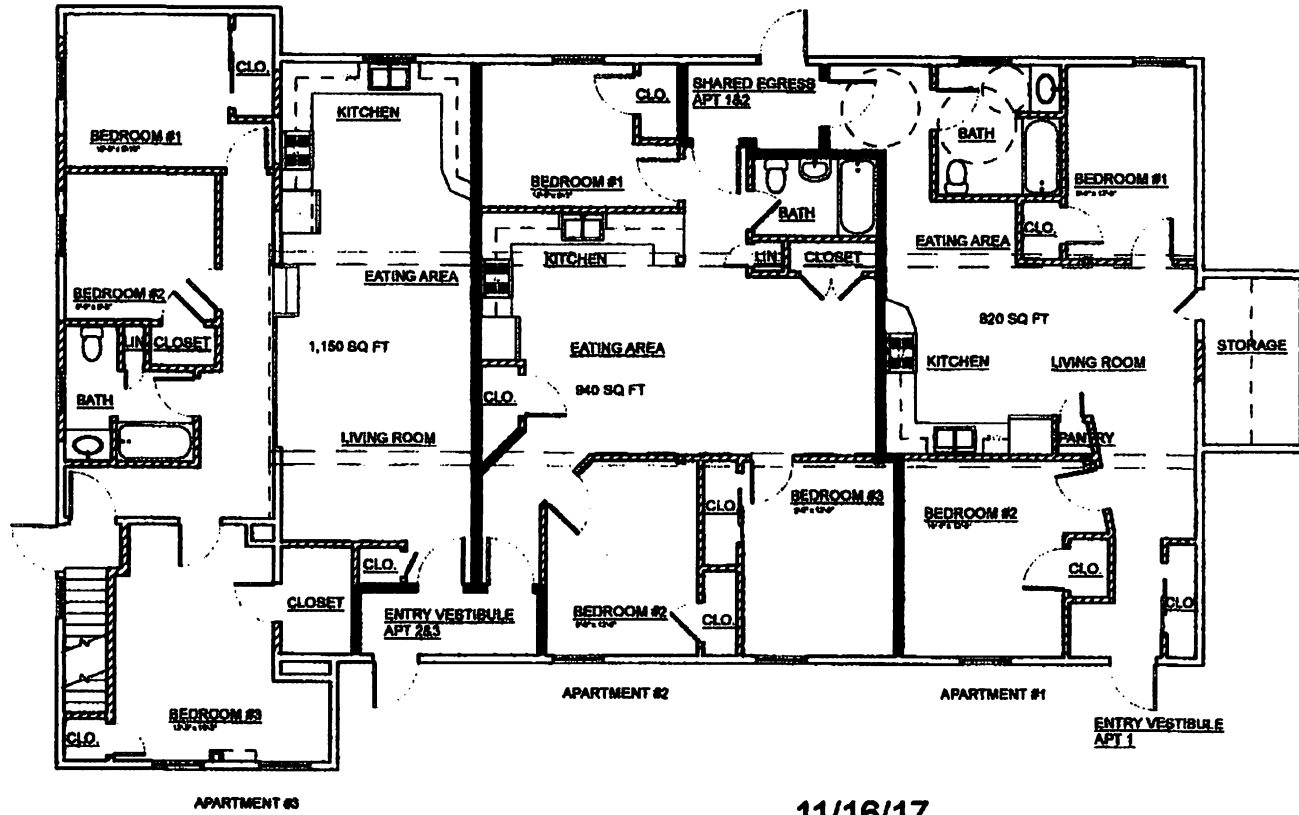 CLO.
KITCHEN
BEDROOM #1
CLO.
SHARED EGRESS
APT 1&2
BATH
BEDROOM #1
BEDROOM #1
BATH
CLO.
EATING AREA
KITCHEN
LIN
CLOSET
EATING AREA
BEDROOM #2
LIN
CLOSET
1,150 SQ FT
EATING AREA
820 SQ FT
KITCHEN
LIVING ROOM
STORAGE
BATH
CLO.
940 SQ FT
LIVING ROOM
PANTRY
CLO.
BEDROOM #3
BEDROOM #2
CLO.
CLO.
CLOSET
ENTRY VESTIBULE
APT 2&3
BEDROOM #2
CLO.
CLO.
BEDROOM #3
CLO.
APARTMENT #2
APARTMENT #1
ENTRY VESTIBULE
APT 1
APARTMENT #3
11/16/17